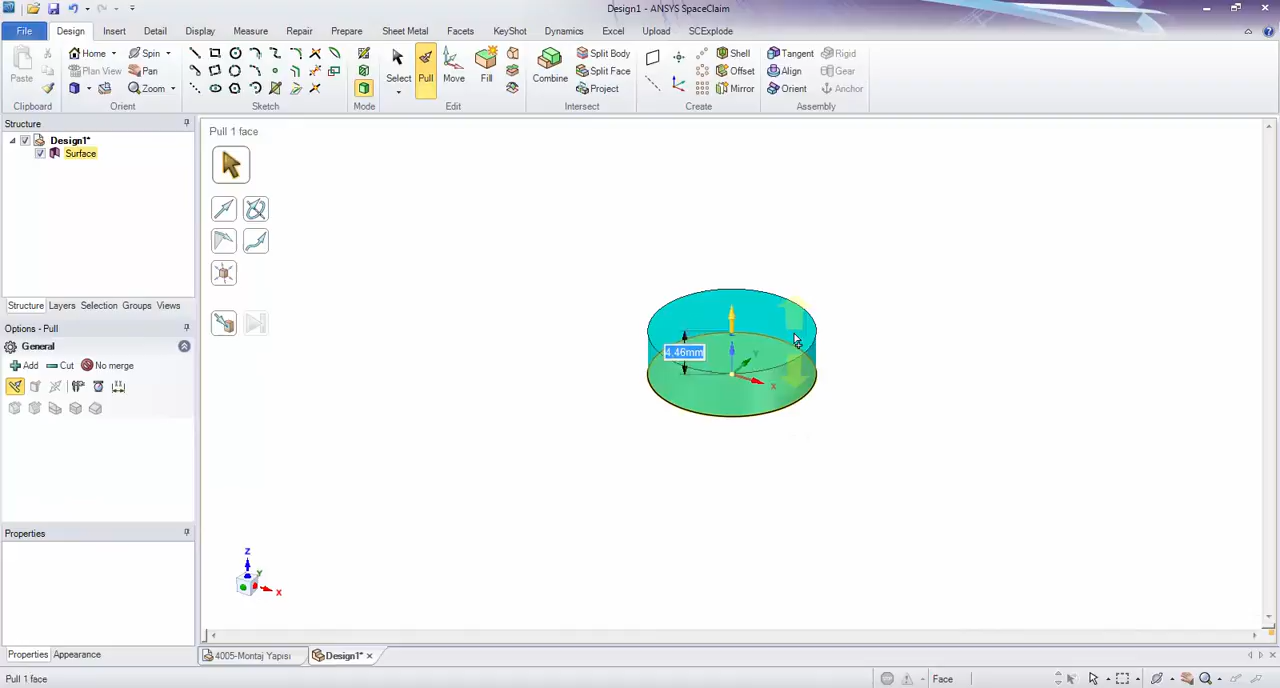 Design1 - ANSYS SpaceClaim
File Design Insert Detail Display Measure Repair Prepare Sheet Metal Facets KeyShot Dynamics Excel Upload SCExplode
Paste
Clipboard
Home Spin
Plan View Pan
Zoom
Orient
Sketch
Mode
Select Pull Move Fill
Edit
Combine
Split Body
Split Face
Project
Intersect
Shell
Offset
Mirror
Create
Tangent Rigid
Align Gear
Orient Anchor
Assembly
Structure
Design1*
Surface
Structure Layers Selection Groups Views
Options - Pull
General
Add Cut No merge
Properties
Properties Appearance
Pull 1 face
4.46mm
Y
X
Z
Y
X
4005-Montaj Yapısı Design1*
Pull 1 face
Face